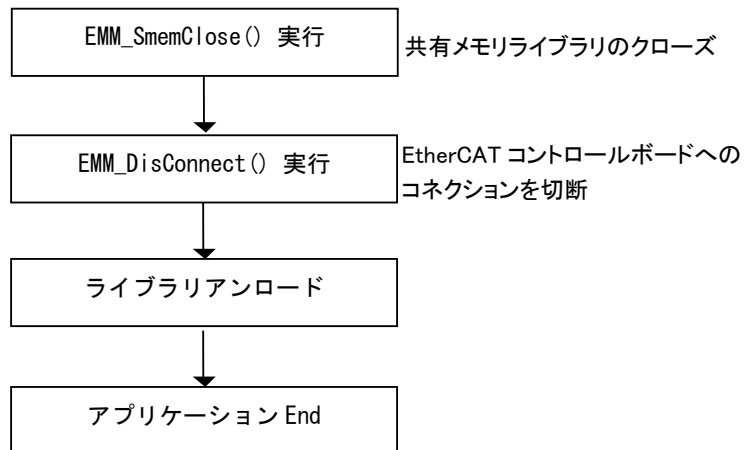 EMM_SmemClose() 実行
共有メモリライブラリのクローズ
EMM_DisConnect() 実行
EtherCAT コントロールボードへの
コネクションを切断
ライブラリアンロード
アプリケーション End